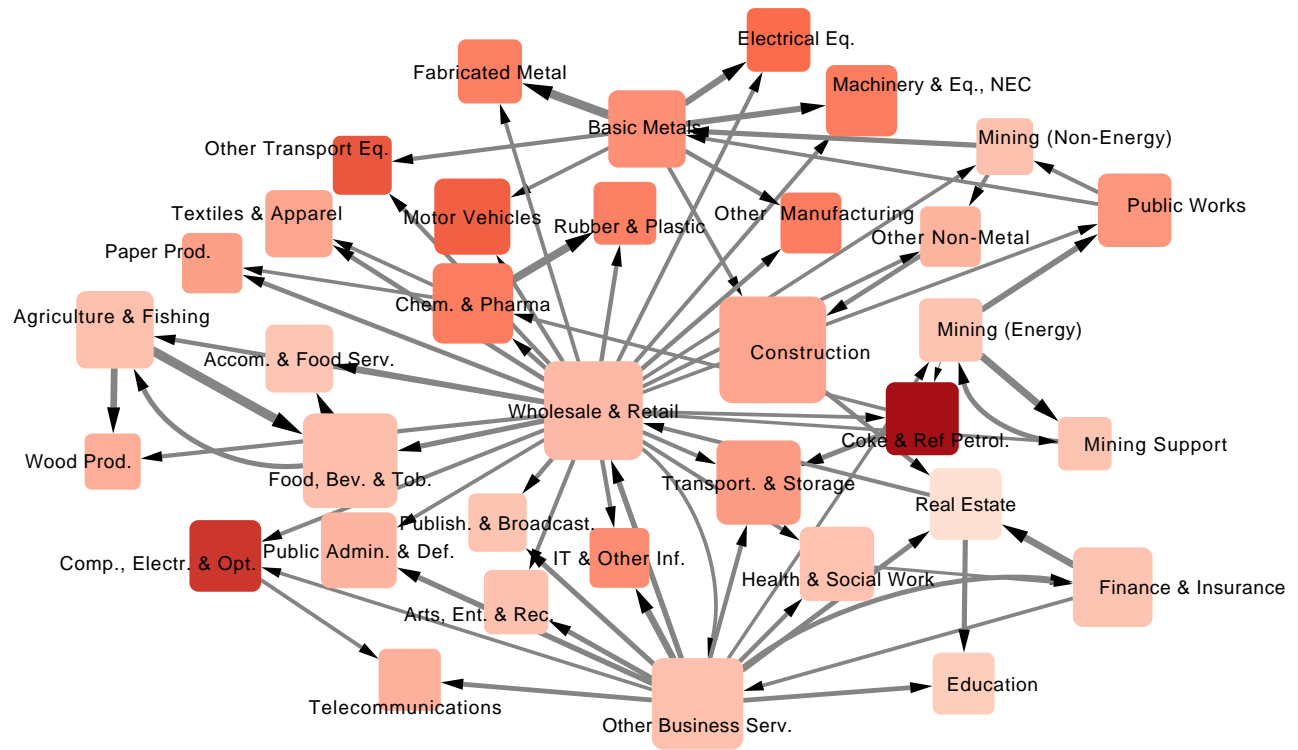 Electrical Eq.
Fabricated Metal
Machinery & Eq., NEC
Basic Metals
Mining (Non-Energy)
Other Transport Eq.
Public Works
Textiles & Apparel
Motor Vehicles
Other Manufacturing
Rubber & Plastic
Other Non-Metal
Paper Prod.
Chem. & Pharma
Agriculture & Fishing
Mining (Energy)
Accom. & Food Serv.
Construction
Wholesale & Retail
Coke & Ref Petrol.
Mining Support
Wood Prod.
Food, Bev. & Tob.
Transport. & Storage
Real Estate
Publish. & Broadcast.
Public Admin. & Def.
Comp., Electr. & Opt.
IT & Other Inf.
Health & Social Work
Finance & Insurance
Arts, Ent. & Rec.
Education
Telecommunications
Other Business Serv.